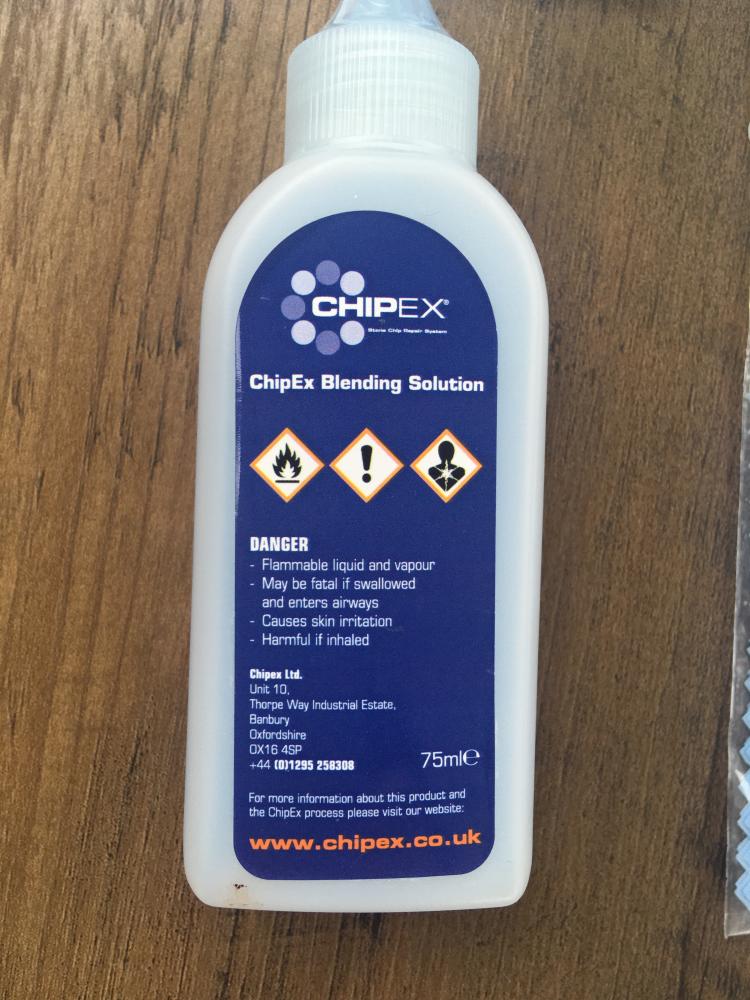 CHIPEX®
Stone Chip Repair System
ChipEx Blending Solution
DANGER
- Flammable liquid and vapour
- May be fatal if swallowed
and enters airways
- Causes skin irritation
- Harmful if inhaled
Chipex Ltd.
Unit 10,
Thorpe Way Industrial Estate,
Banbury
Oxfordshire
OX16 4SP
+44 (0)1295 258308
75ml℮
For more information about this product and
the ChipEx process please visit our website:
www.chipex.co.uk